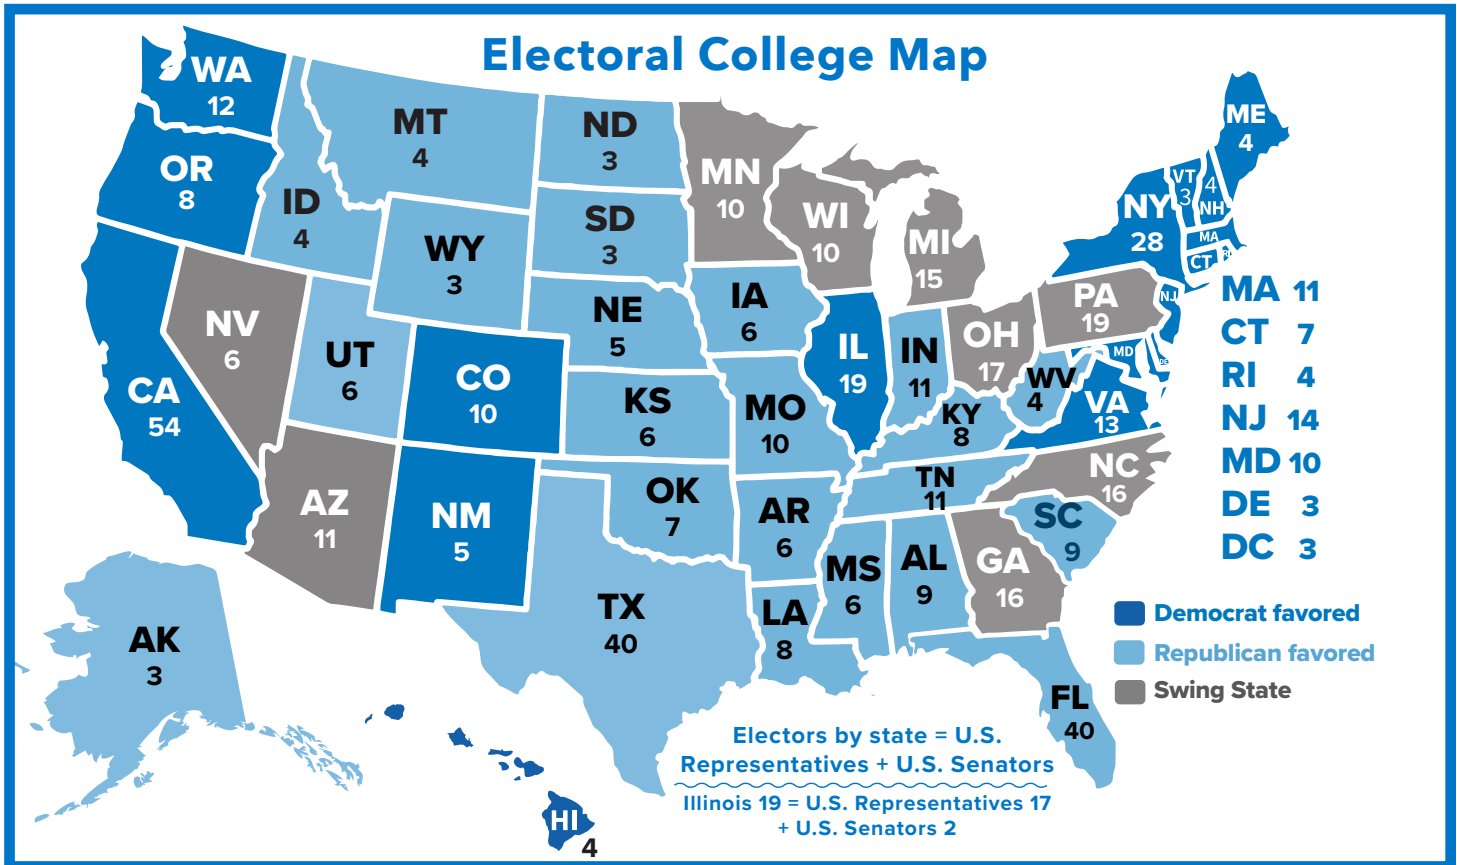 Electoral College Map
WA
12
OR
8
CA
54
NV
6
ID
4
MT
4
WY
3
UT
6
AZ
11
CO
10
NM
5
ND
3
SD
3
NE
5
KS
6
OK
7
TX
40
MN
10
IA
6
MO
10
AR
6
LA
8
WI
10
IL
19
MI
15
IN
11
OH
17
KY
8
TN
11
MS
6
AL
9
GA
16
FL
40
SC
9
NC
16
VA
13
WV
4
PA
19
NY
28
VT
3
4
NH
ME
4
MA
CT
RI
NJ
MD
DE
MA 11
CT 7
RI 4
NJ 14
MD 10
DE 3
DC 3
AK
3
HI
4
Democrat favored
Republican favored
Swing State
Electors by state = U.S.
Representatives + U.S. Senators
Illinois 19 = U.S. Representatives 17
+ U.S. Senators 2